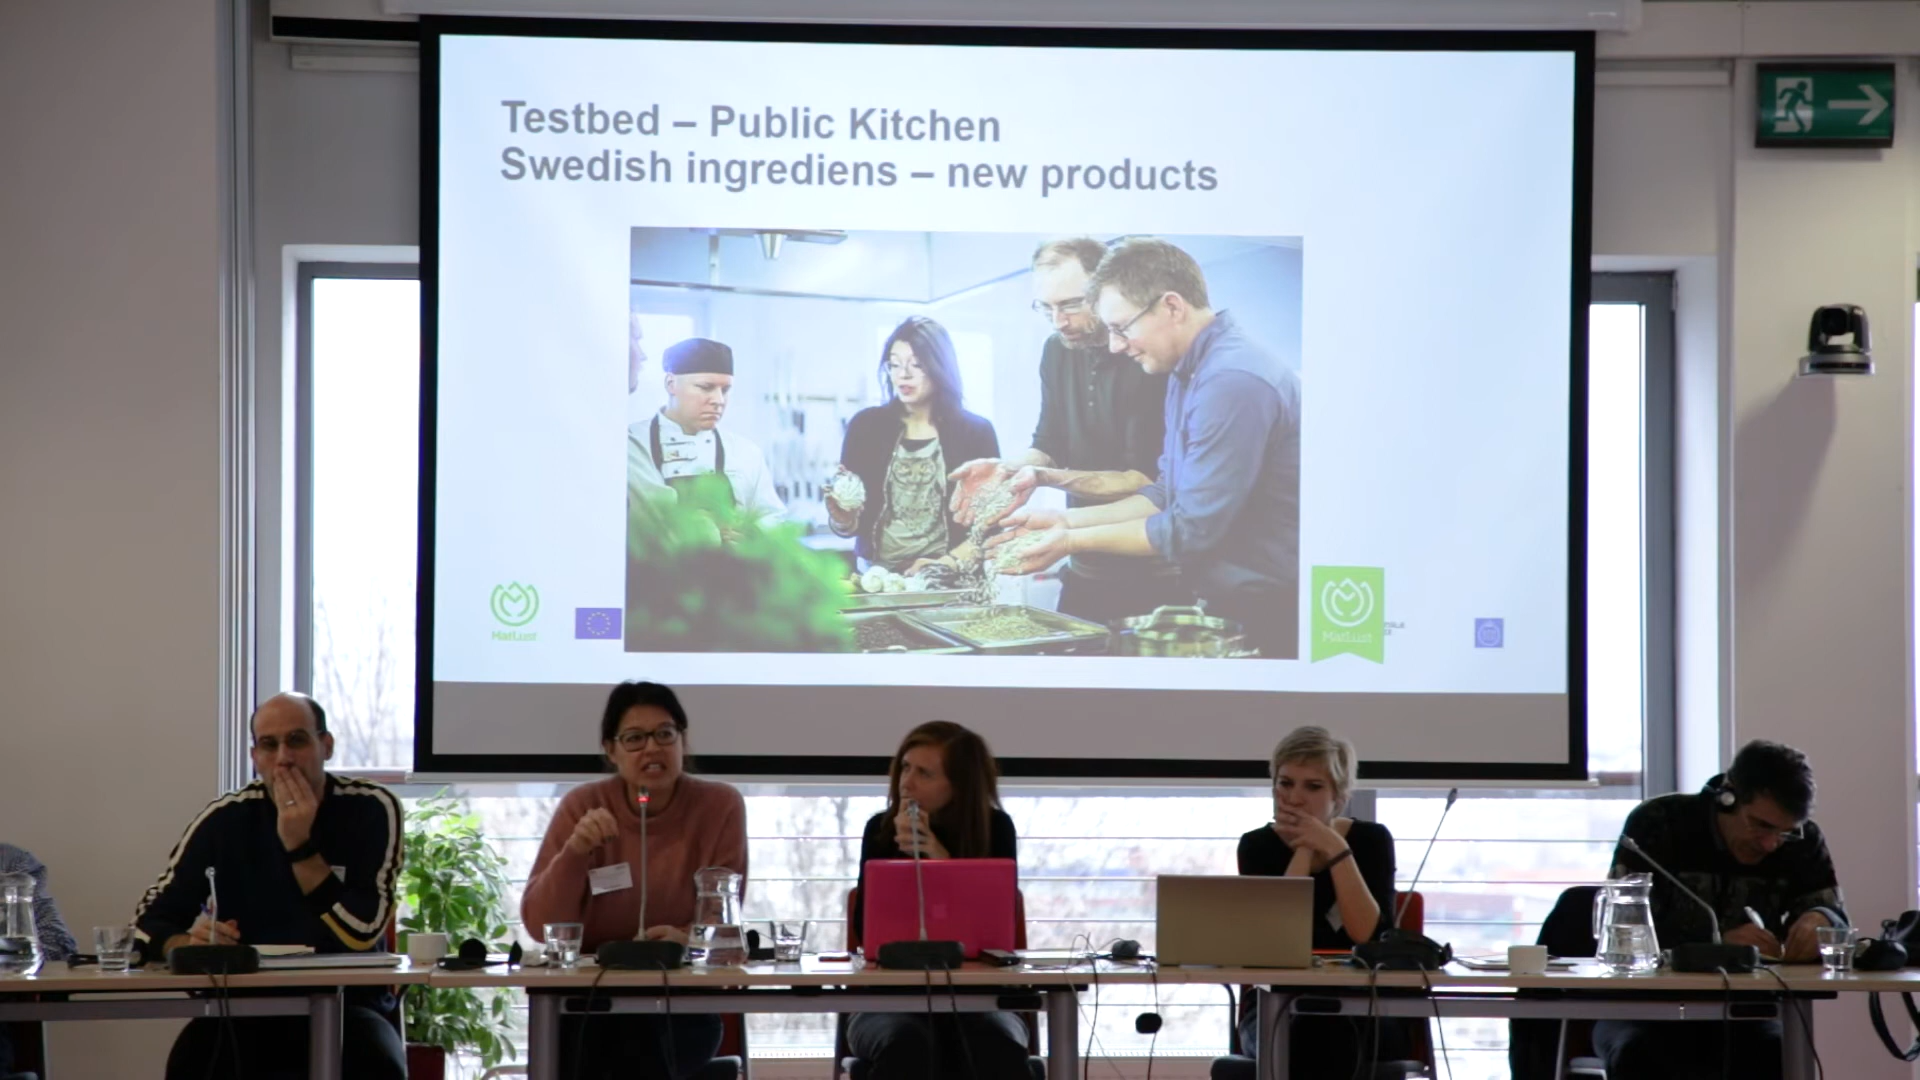 Testbed – Public Kitchen
Swedish ingrediens – new products
MatLust
MatLust